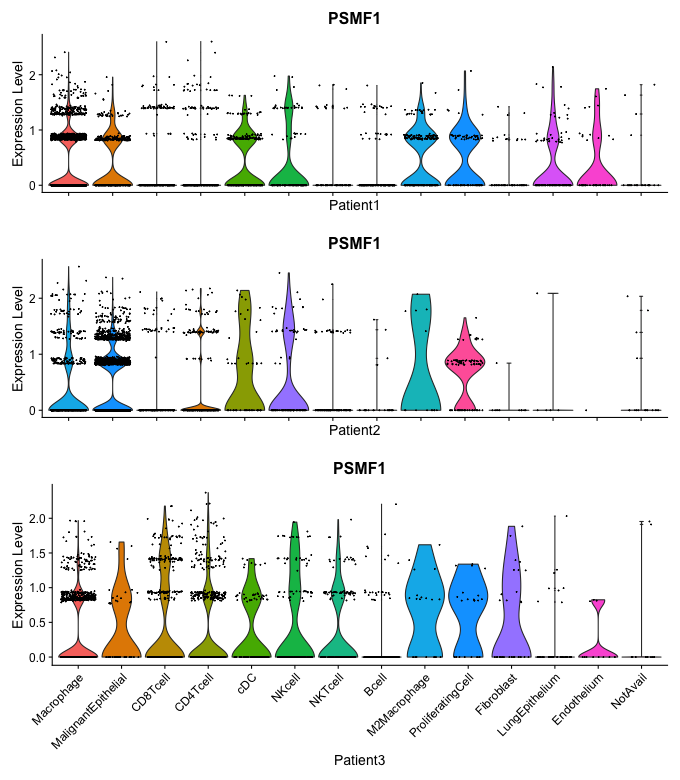 PSMF1
Expression Level
2
1
0
Patient1
PSMF1
Expression Level
2
1
0
Patient2
PSMF1
Expression Level
2.0
1.5
1.0
0.5
0.0
Macrophage
MalignantEpithelial
CD8Tcell
CD4Tcell
cDC
NKcell
NKTcell
Bcell
M2Macrophage
ProliferatingCell
Fibroblast
LungEpithelium
Endothelium
NotAvail
Patient3